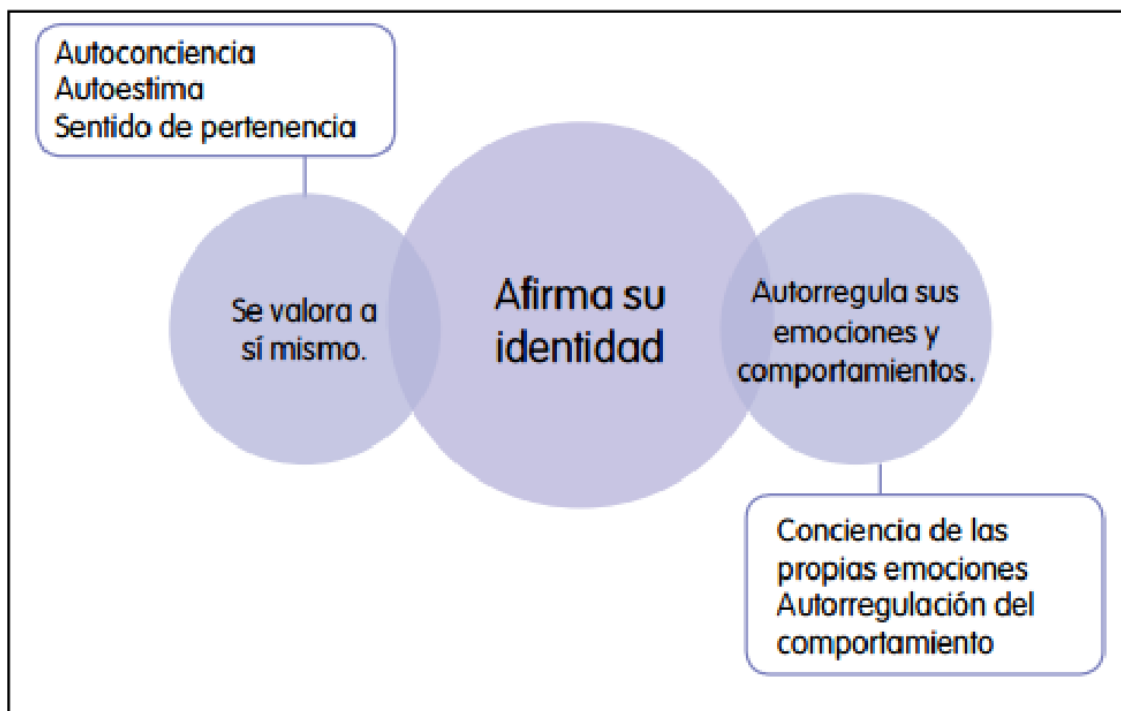 Autoconciencia
Autoestima
Sentido de pertenencia
Se valora a
sí mismo.
Afirma su
identidad
Autorregula sus
emociones y
comportamientos.
Conciencia de las
propias emociones
Autorregulación del
comportamiento